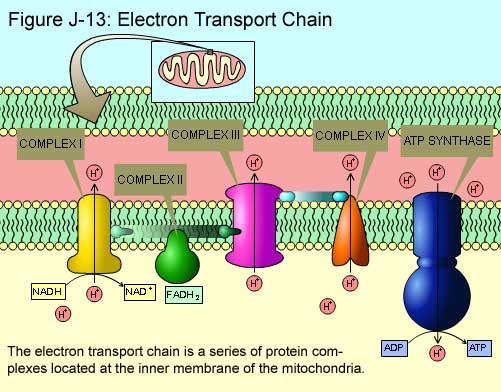 Figure J-13: Electron Transport Chain
COMPLEX I
COMPLEX II
COMPLEX III
COMPLEX IV
ATP SYNTHASE
H+
H+
H+
H+
H+
H+
NADH
H+
NAD+
FADH2
H+
H+
H+
H+
ADP
H+
ATP
The electron transport chain is a series of protein com-
plexes located at the inner membrane of the mitochondria.